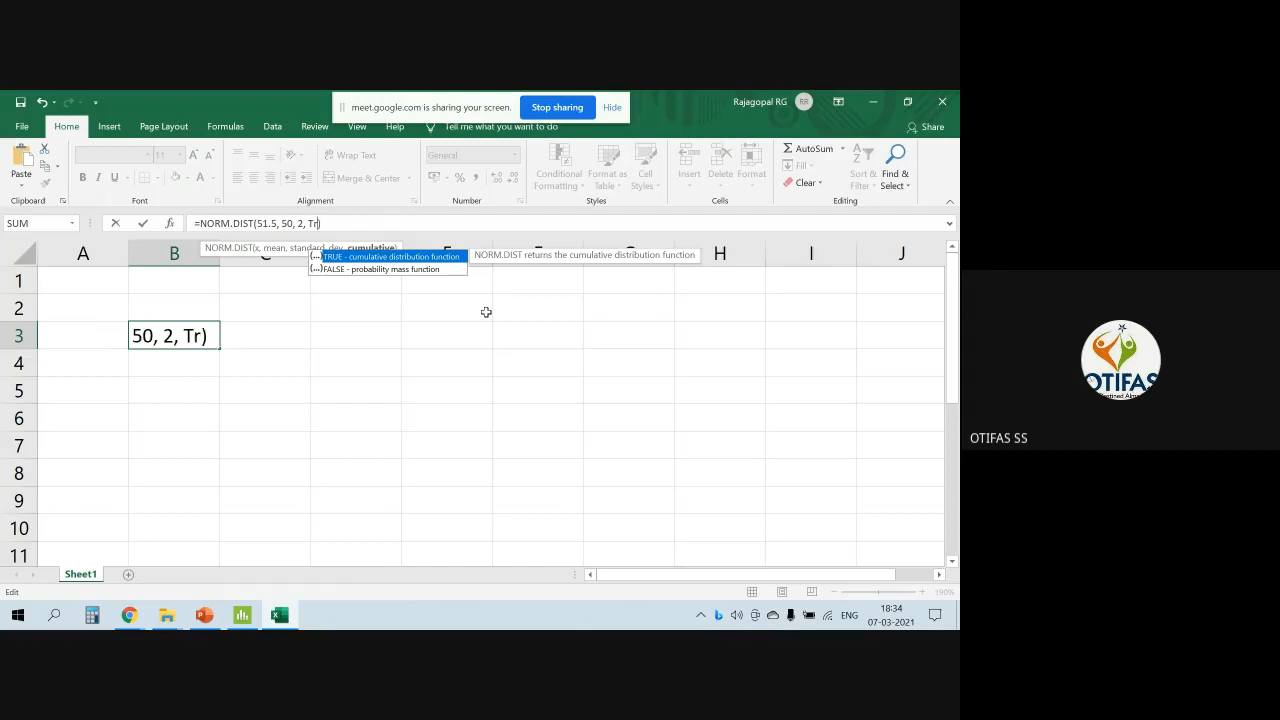 meet.google.com is sharing your screen. Stop sharing Hide
Rajagopal RG RR
File Home Insert Page Layout Formulas Data Review View Help Tell me what you want to do Share
Paste
11
A A
B I U
Wrap Text
Merge & Center
General
% ,
Conditional Formatting
Format as Table
Cell Styles
Insert Delete Format
AutoSum
Fill
Clear
Sort & Filter
Find & Select
Clipboard Font Alignment Number Styles Cells Editing
SUM fx =NORM.DIST(51.5, 50, 2, Tr)
NORM.DIST(x, mean, standard_dev, cumulative)
(...)TRUE - cumulative distribution function
(...)FALSE - probability mass function
NORM.DIST returns the cumulative distribution function
A B H I J
1
2
3 50, 2, Tr)
4
5
6
7
8
9
10
11
Sheet1
Edit 190%
ENG 18:34
07-03-2021
OTIFAS
OTIFAS SS